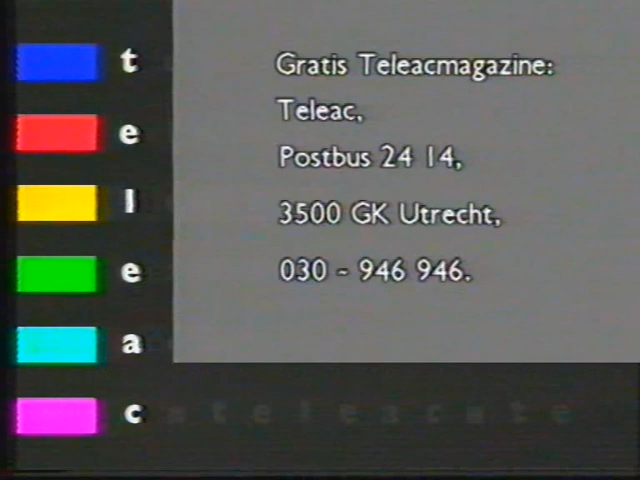 t
e
l
e
a
c
Gratis Teleacmagazine:
Teleac,
Postbus 24 14,
3500 GK Utrecht,
030 - 946 946.